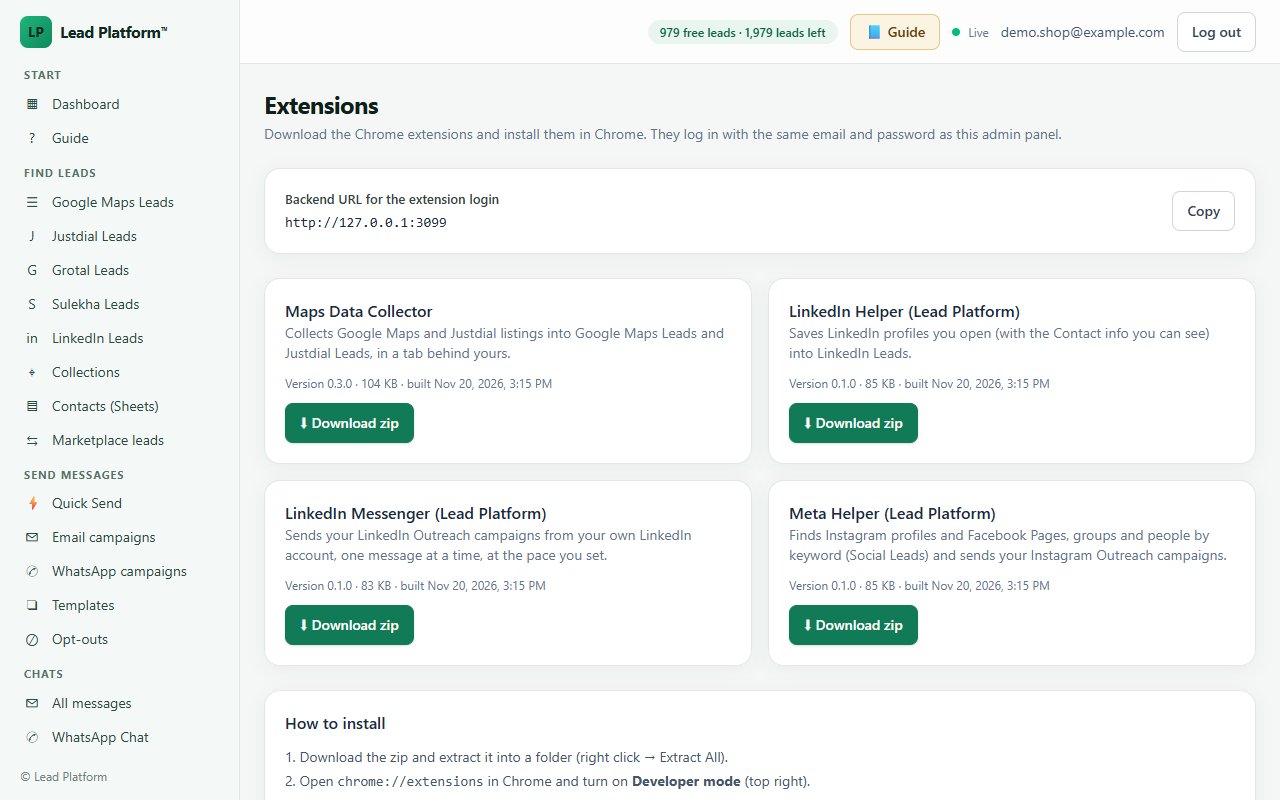 LP Lead Platform™
START
Dashboard
? Guide
FIND LEADS
Google Maps Leads
J Justdial Leads
G Grotal Leads
S Sulekha Leads
in LinkedIn Leads
Collections
Contacts (Sheets)
Marketplace leads
SEND MESSAGES
Quick Send
Email campaigns
WhatsApp campaigns
Templates
Opt-outs
CHATS
All messages
WhatsApp Chat
© Lead Platform
979 free leads · 1,979 leads left
Guide
Live
demo.shop@example.com
Log out
Extensions
Download the Chrome extensions and install them in Chrome. They log in with the same email and password as this admin panel.
Backend URL for the extension login
http://127.0.0.1:3099
Copy
Maps Data Collector
Collects Google Maps and Justdial listings into Google Maps Leads and
Justdial Leads, in a tab behind yours.
Version 0.3.0 · 104 KB · built Nov 20, 2026, 3:15 PM
⬇ Download zip
LinkedIn Helper (Lead Platform)
Saves LinkedIn profiles you open (with the Contact info you can see)
into LinkedIn Leads.
Version 0.1.0 · 85 KB · built Nov 20, 2026, 3:15 PM
⬇ Download zip
LinkedIn Messenger (Lead Platform)
Sends your LinkedIn Outreach campaigns from your own LinkedIn
account, one message at a time, at the pace you set.
Version 0.1.0 · 83 KB · built Nov 20, 2026, 3:15 PM
⬇ Download zip
Meta Helper (Lead Platform)
Finds Instagram profiles and Facebook Pages, groups and people by
keyword (Social Leads) and sends your Instagram Outreach campaigns.
Version 0.1.0 · 85 KB · built Nov 20, 2026, 3:15 PM
⬇ Download zip
How to install
1. Download the zip and extract it into a folder (right click → Extract All).
2. Open chrome://extensions in Chrome and turn on Developer mode (top right).